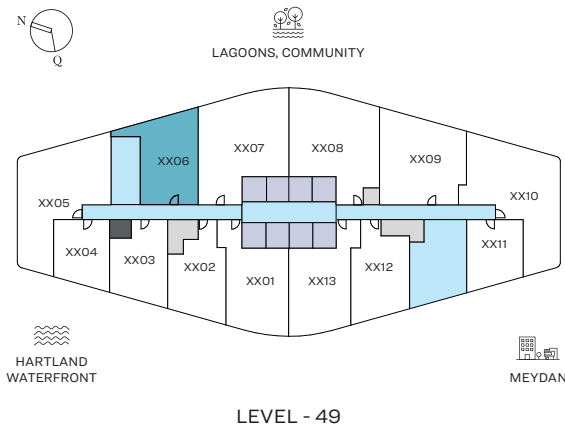 N
Q
LAGOONS, COMMUNITY
XX06
XX07
XX08
XX09
XX05
XX10
XX04
XX03
XX02
XX01
XX13
XX12
XX11
HARTLAND
WATERFRONT
MEYDAN
LEVEL - 49